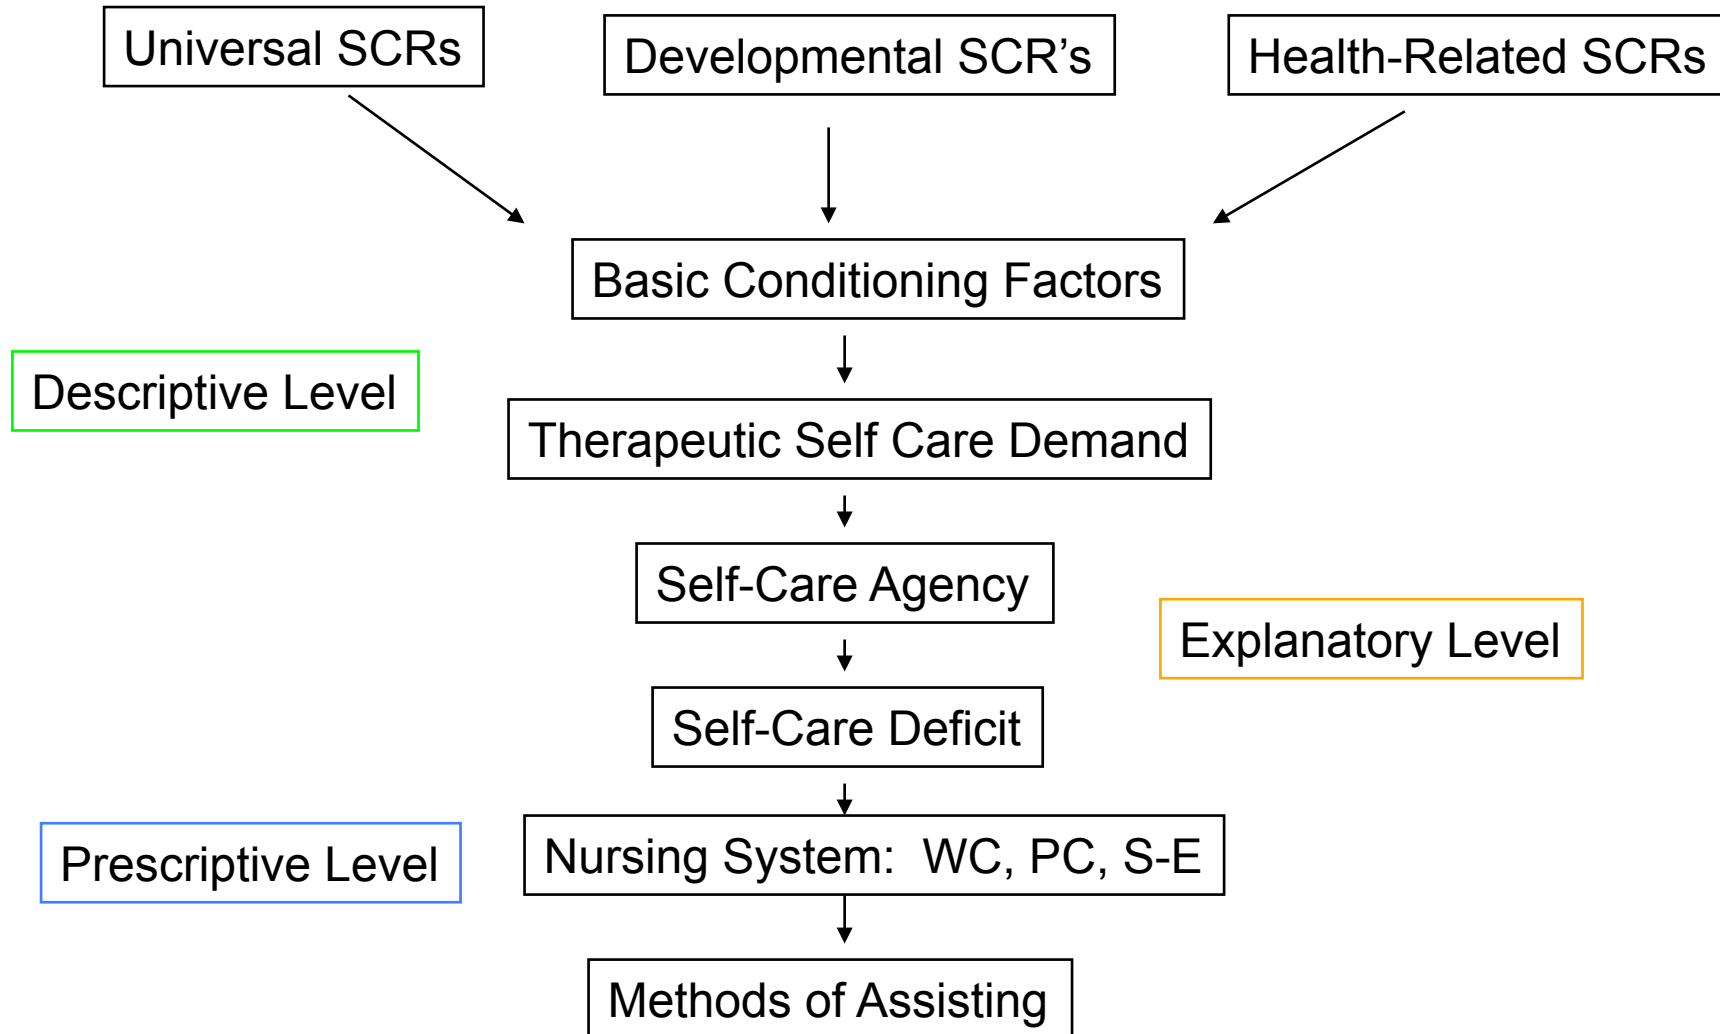 Universal SCRs
Developmental SCR’s
Health-Related SCRs
Basic Conditioning Factors
Descriptive Level
Therapeutic Self Care Demand
Self-Care Agency
Explanatory Level
Self-Care Deficit
Nursing System:  WC, PC, S-E
Prescriptive Level
Methods of Assisting